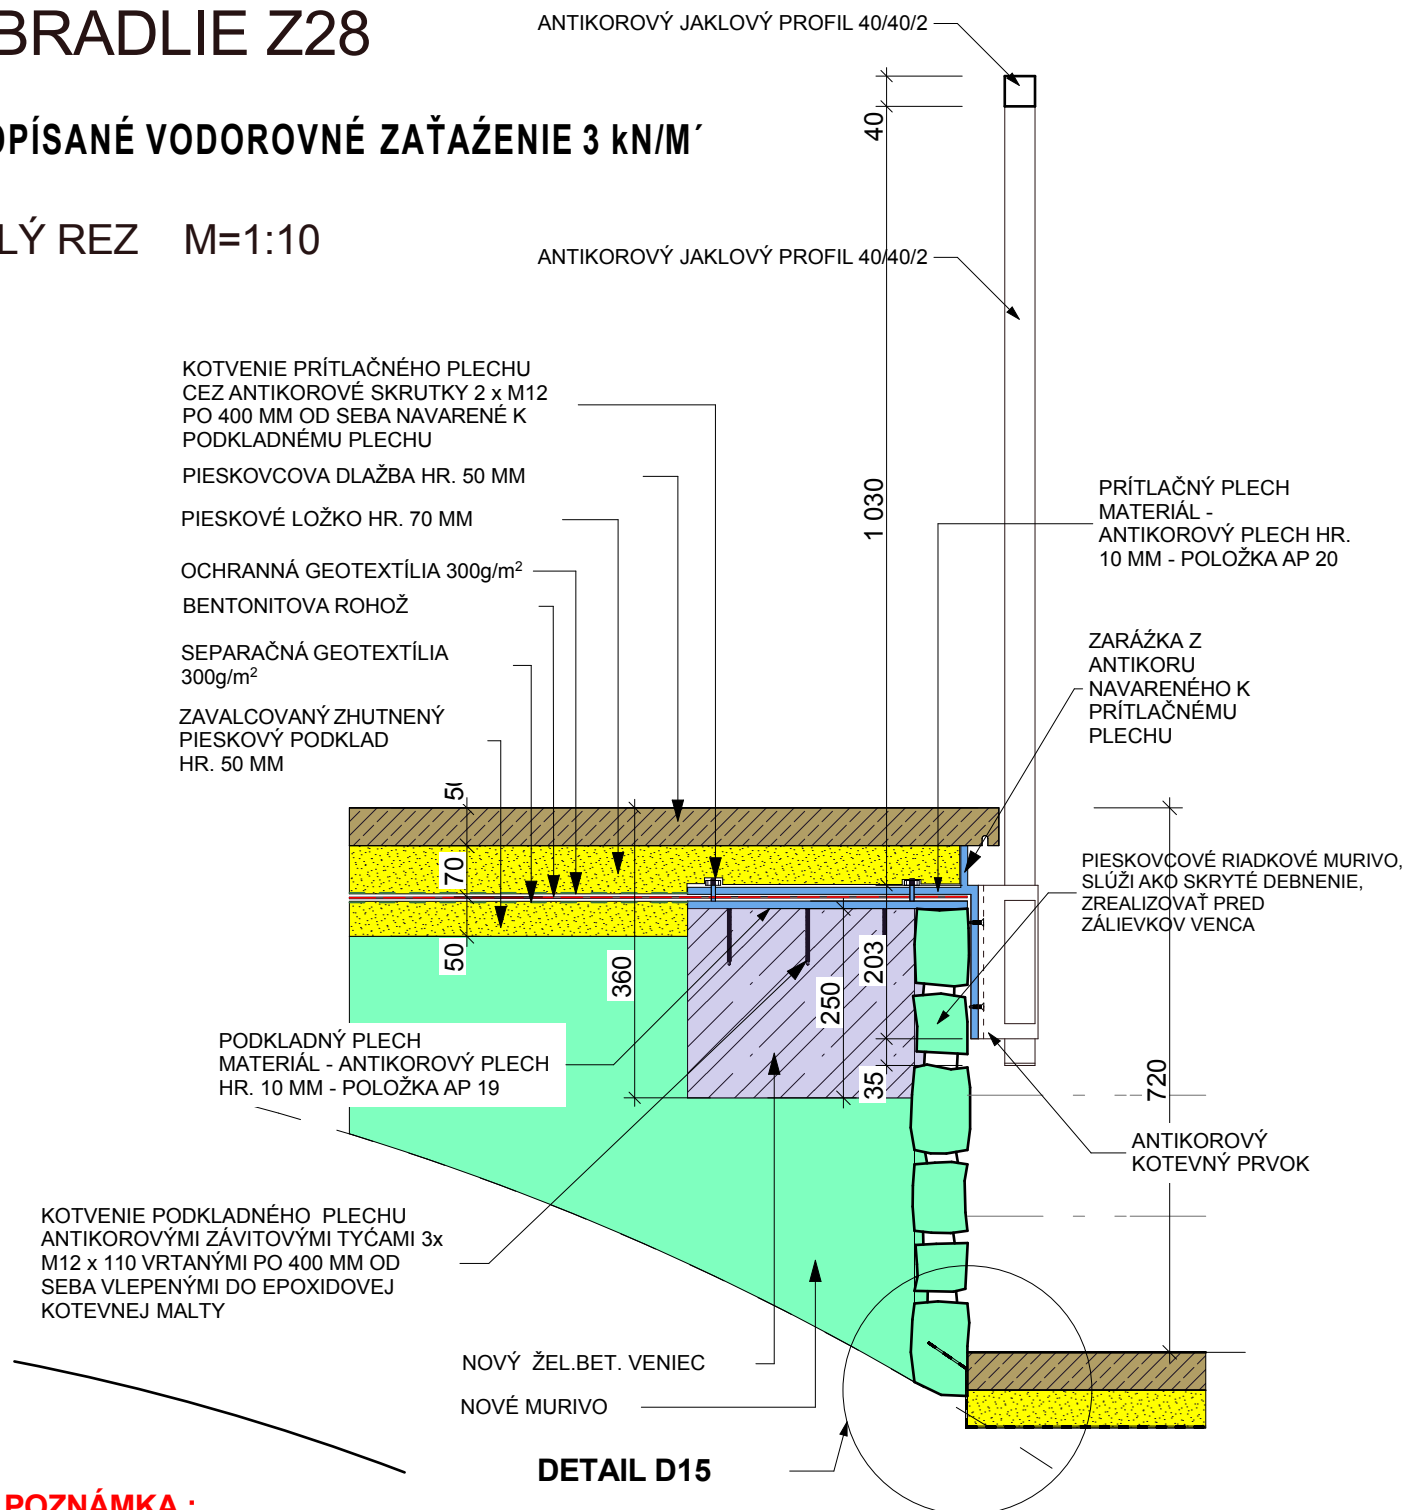 BRADLIE Z28
OPÍSANÉ VODOROVNÉ ZAŤAŹENIE 3 kN/M´
LÝ REZ M=1:10
ANTIKOROVÝ JAKLOVÝ PROFIL 40/40/2
40
ANTIKOROVÝ JAKLOVÝ PROFIL 40/40/2
KOTVENIE PRÍTLAČNÉHO PLECHU
CEZ ANTIKOROVÉ SKRUTKY 2 x M12
PO 400 MM OD SEBA NAVARENÉ K
PODKLADNÉMU PLECHU
PIESKOVCOVA DLAŽBA HR. 50 MM
PIESKOVÉ LOŽKO HR. 70 MM
OCHRANNÁ GEOTEXTÍLIA 300g/m²
BENTONITOVA ROHOŽ
SEPARAČNÁ GEOTEXTÍLIA
300g/m²
ZAVALCOVANÝ ZHUTNENÝ
PIESKOVÝ PODKLAD
HR. 50 MM
1 030
PRÍTLAČNÝ PLECH
MATERIÁL -
ANTIKOROVÝ PLECH HR.
10 MM - POLOŽKA AP 20
ZARÁŹKA Z
ANTIKORU
NAVARENÉHO K
PRÍTLAČNÉMU
PLECHU
50
70
50
360
250
203
35
720
PIESKOVCOVÉ RIADKOVÉ MURIVO,
SLÚŽI AKO SKRYTÉ DEBNENIE,
ZREALIZOVAŤ PRED
ZÁLIEVKOV VENCA
PODKLADNÝ PLECH
MATERIÁL - ANTIKOROVÝ PLECH
HR. 10 MM - POLOŽKA AP 19
ANTIKOROVÝ
KOTEVNÝ PRVOK
KOTVENIE PODKLADNÉHO PLECHU
ANTIKOROVÝMI ZÁVITOVÝMI TYĆAMI 3x
M12 x 110 VRTANÝMI PO 400 MM OD
SEBA VLEPENÝMI DO EPOXIDOVEJ
KOTEVNEJ MALTY
NOVÝ ŽEL.BET. VENIEC
NOVÉ MURIVO
DETAIL D15
POZNÁMKA :